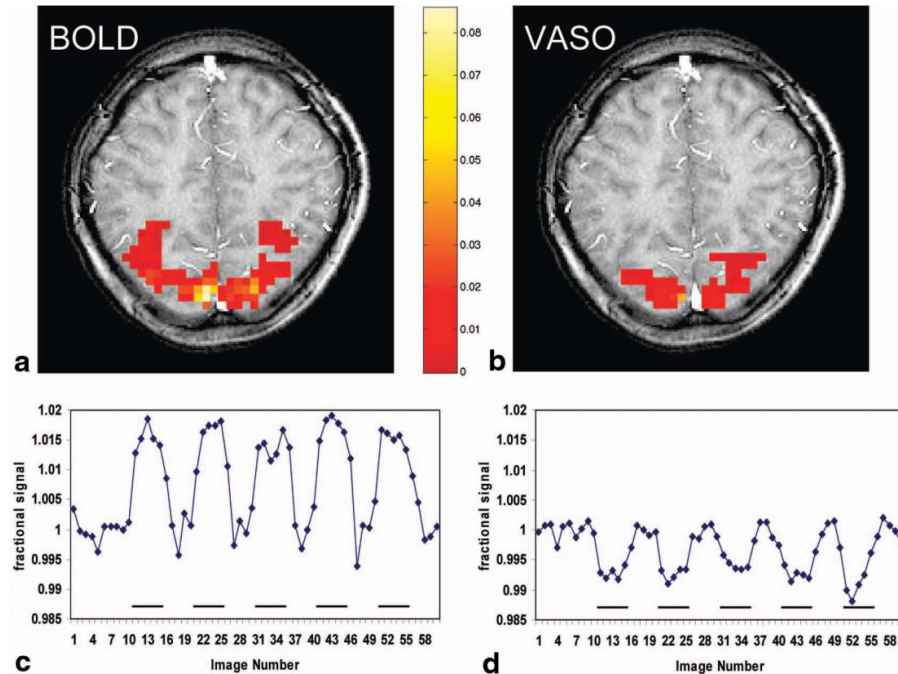 BOLD
VASO
0.08
0.07
0.06
0.05
0.04
0.03
0.02
0.01
0
a
b
1.02
1.015
1.01
1.005
1
0.995
0.99
0.985
fractional signal
1 4 7 10 13 16 19 22 25 28 31 34 37 40 43 46 49 52 55 58
Image Number
c
1.02
1.015
1.01
1.005
1
0.995
0.99
0.985
fractional signal
1 4 7 10 13 16 19 22 25 28 31 34 37 40 43 46 49 52 55 58
Image Number
d